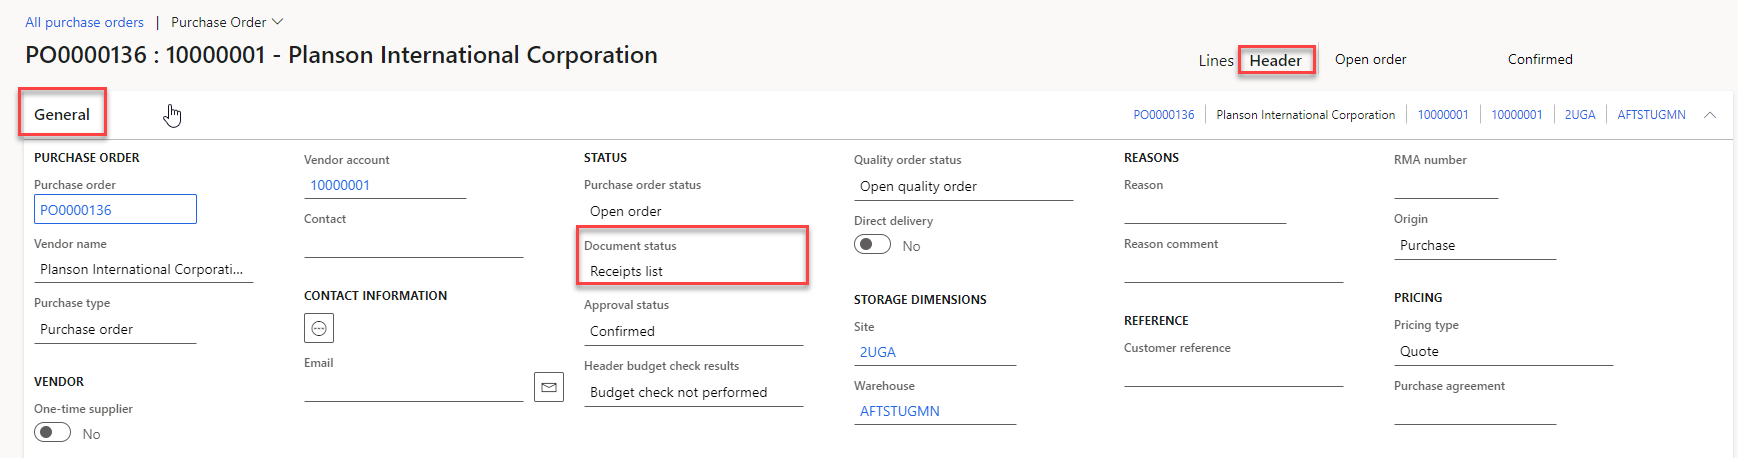 All purchase orders | Purchase Order
PO0000136 : 10000001 - Planson International Corporation
Lines Header Open order Confirmed
General
PO0000136 Planson International Corporation 10000001 10000001 2UGA AFTSTUGMN
PURCHASE ORDER
Purchase order
PO0000136
Vendor name
Planson International Corporati...
Purchase type
Purchase order
VENDOR
One-time supplier
No
Vendor account
10000001
Contact
CONTACT INFORMATION
Email
STATUS
Purchase order status
Open order
Document status
Receipts list
Approval status
Confirmed
Header budget check results
Budget check not performed
Quality order status
Open quality order
Direct delivery
No
STORAGE DIMENSIONS
Site
2UGA
Warehouse
AFTSTUGMN
REASONS
Reason
Reason comment
REFERENCE
Customer reference
RMA number
Origin
Purchase
PRICING
Pricing type
Quote
Purchase agreement